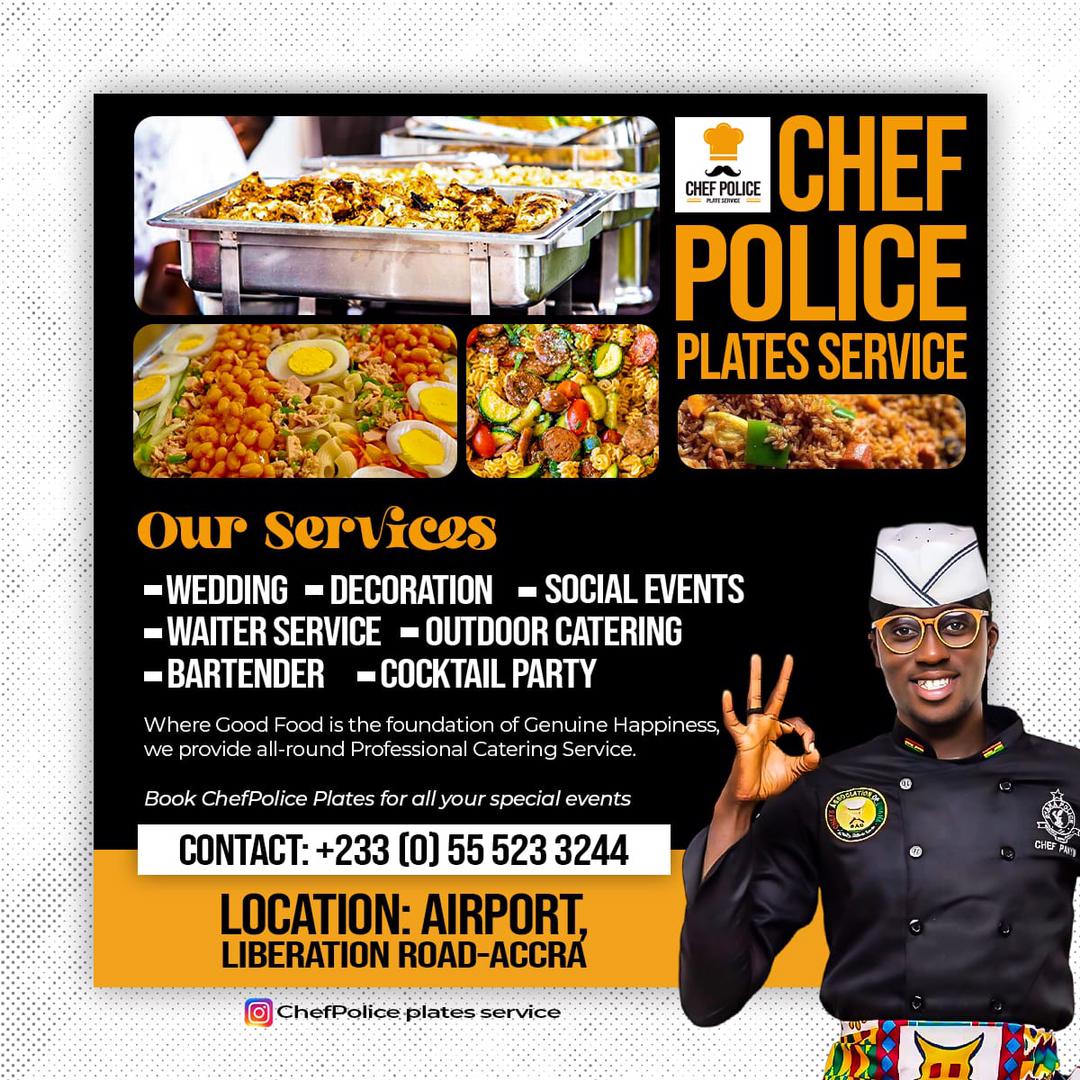 CHEF POLICE
PLATE SERVICE
CHEF
POLICE
PLATES SERVICE
Our Services
-WEDDING -DECORATION -SOCIAL EVENTS
-WAITER SERVICE -OUTDOOR CATERING
-BARTENDER -COCKTAIL PARTY
Where Good Food is the foundation of Genuine Happiness,
we provide all-round Professional Catering Service.
Book ChefPolice Plates for all your special events
CONTACT: +233 (0) 55 523 3244
LOCATION: AIRPORT,
LIBERATION ROAD-ACCRA
ChefPolice plates service
ASSOCIATION OF
CHEF